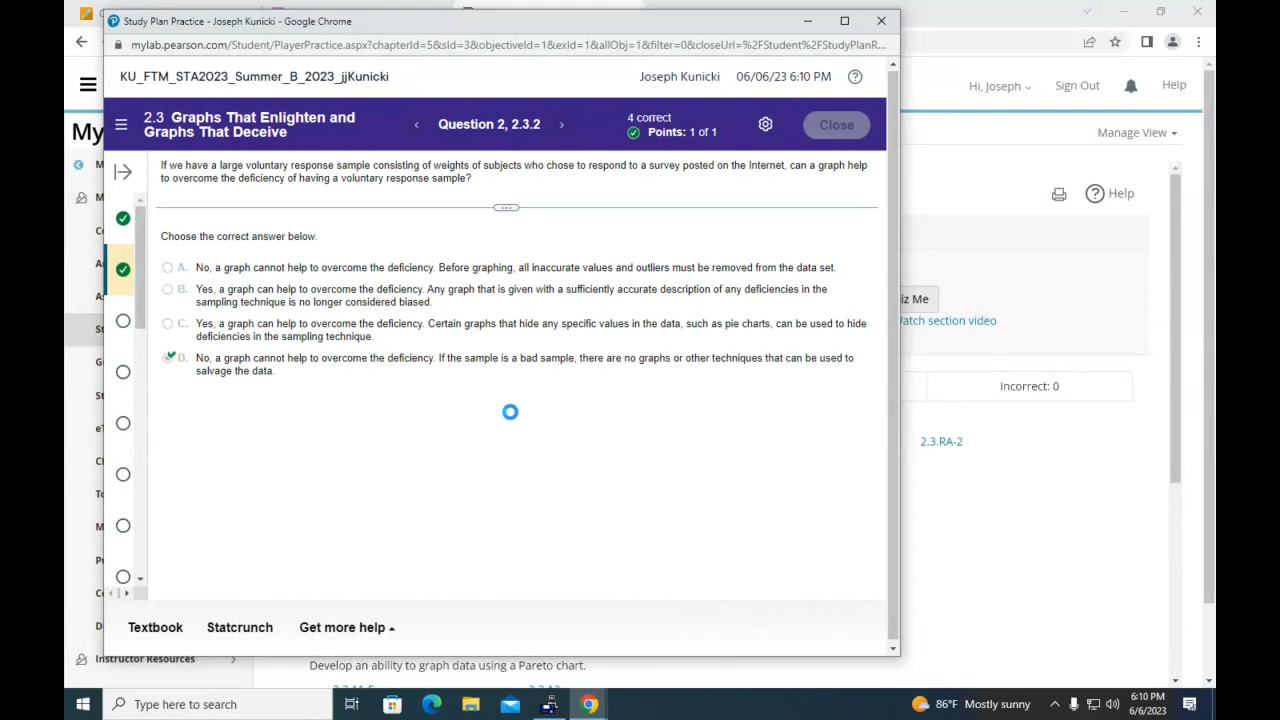 Study Plan Practice - Joseph Kunicki - Google Chrome
mylab.pearson.com/Student/PlayerPractice.aspx?chapterId=5&sId=3&objectiveId=1&exId=1&allObj=1&filter=0&closeUrl=%2FStudent%2FStudyPlanR...
KU_FTM_STA2023_Summer_B_2023_jjKunicki
Joseph Kunicki 06/06/23 6:10 PM
Hi, Joseph Sign Out Help
2.3 Graphs That Enlighten and
Graphs That Deceive
Question 2, 2.3.2
4 correct
Points: 1 of 1
Close
My
Manage View
If we have a large voluntary response sample consisting of weights of subjects who chose to respond to a survey posted on the Internet, can a graph help
to overcome the deficiency of having a voluntary response sample?
Help
Choose the correct answer below.
A. No, a graph cannot help to overcome the deficiency. Before graphing, all inaccurate values and outliers must be removed from the data set.
B. Yes, a graph can help to overcome the deficiency. Any graph that is given with a sufficiently accurate description of any deficiencies in the
sampling technique is no longer considered biased.
C. Yes, a graph can help to overcome the deficiency. Certain graphs that hide any specific values in the data, such as pie charts, can be used to hide
deficiencies in the sampling technique.
D. No, a graph cannot help to overcome the deficiency. If the sample is a bad sample, there are no graphs or other techniques that can be used to
salvage the data.
iz Me
Watch section video
Incorrect: 0
2.3.RA-2
Textbook Statcrunch Get more help
Instructor Resources
Develop an ability to graph data using a Pareto chart.
Type here to search
86°F Mostly sunny
6:10 PM
6/6/2023